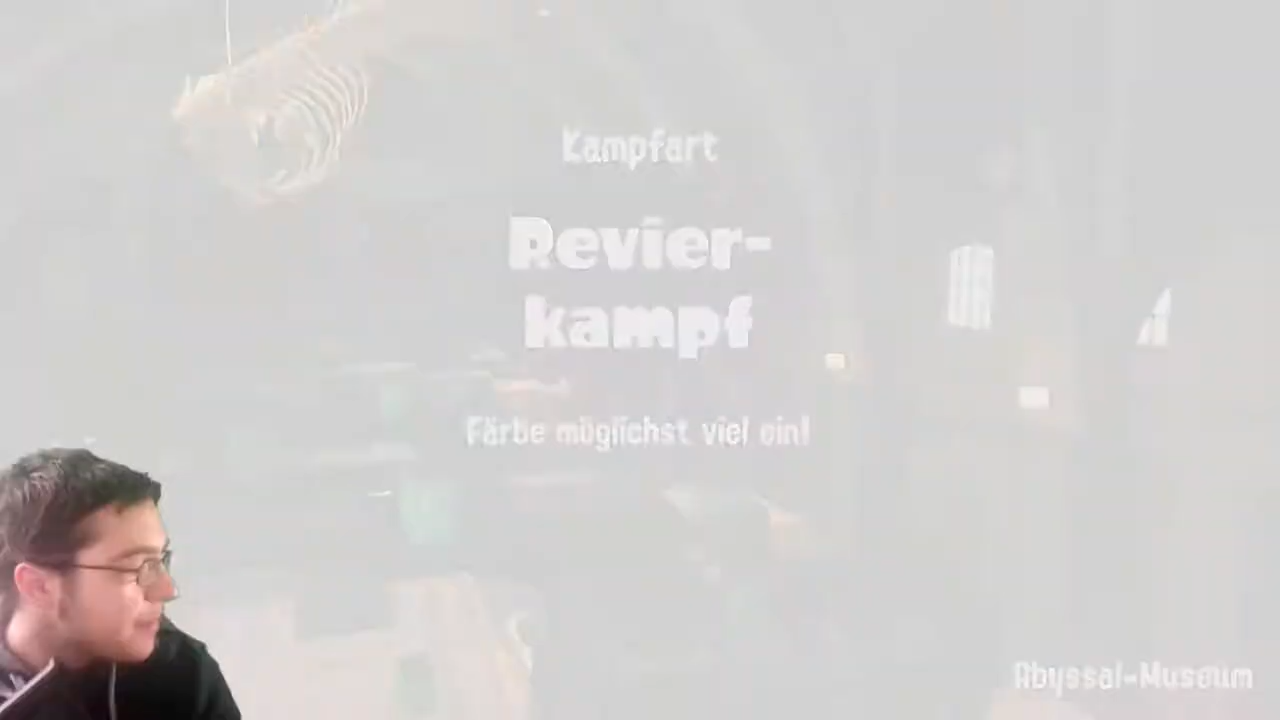 Kampfart
Revier-
kampf
Färbe möglichst viel ein!
Abyssal-Museum